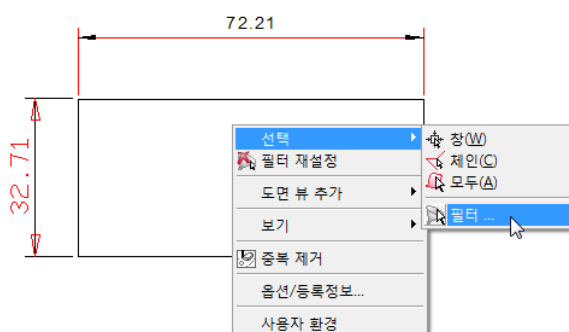 72.21
32.71
선택
필터 재설정
도면 뷰 추가
보기
중복 제거
옵션/등록정보...
사용자 환경
창(W)
체인(C)
모두(A)
필터 ...